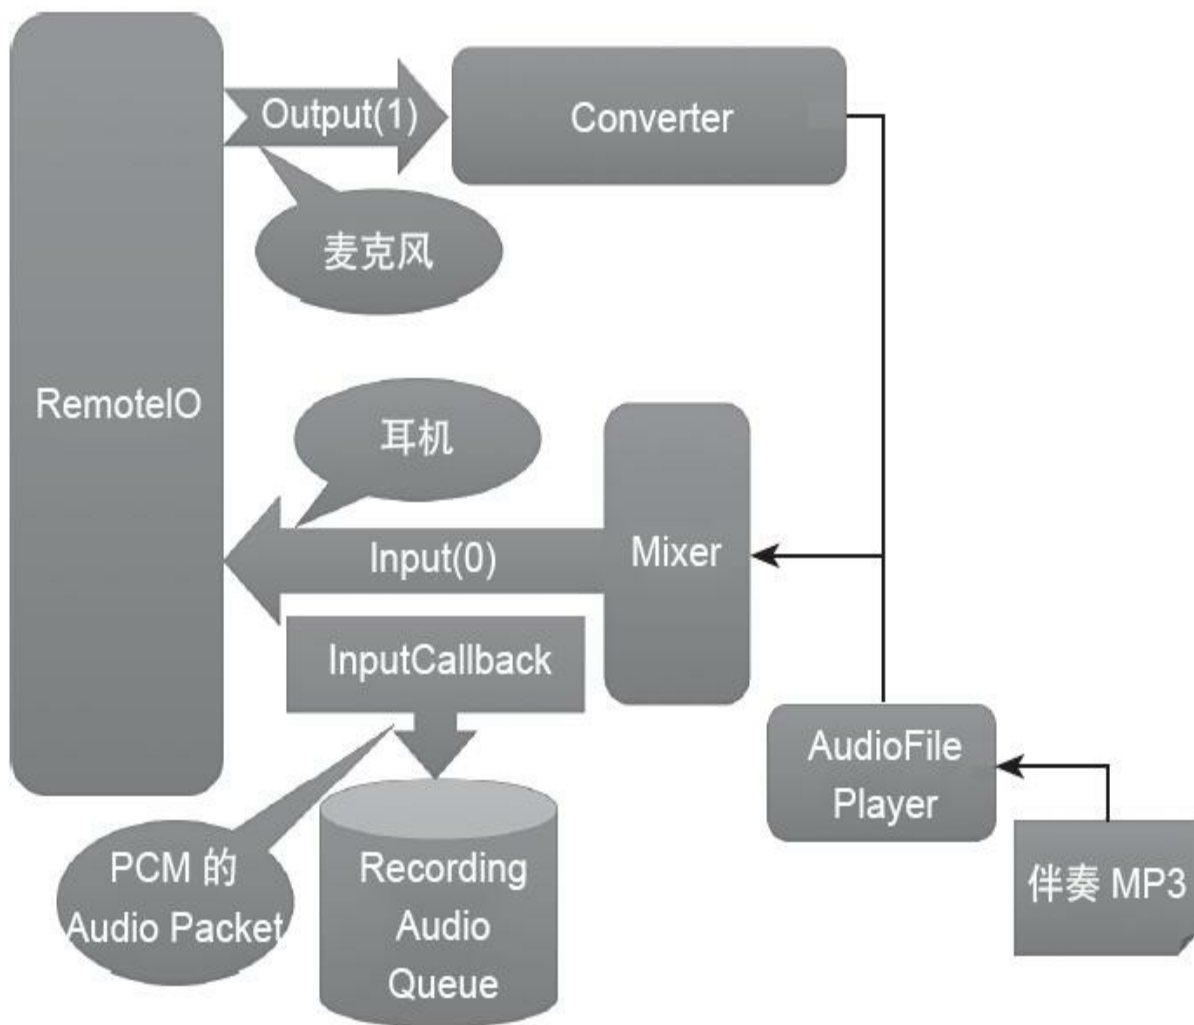 Output(1)
Converter
麦克风
RemoteIO
耳机
Input(0)
Mixer
InputCallback
AudioFile
Player
PCM 的
Audio Packet
Recording
Audio
Queue
伴奏 MP3